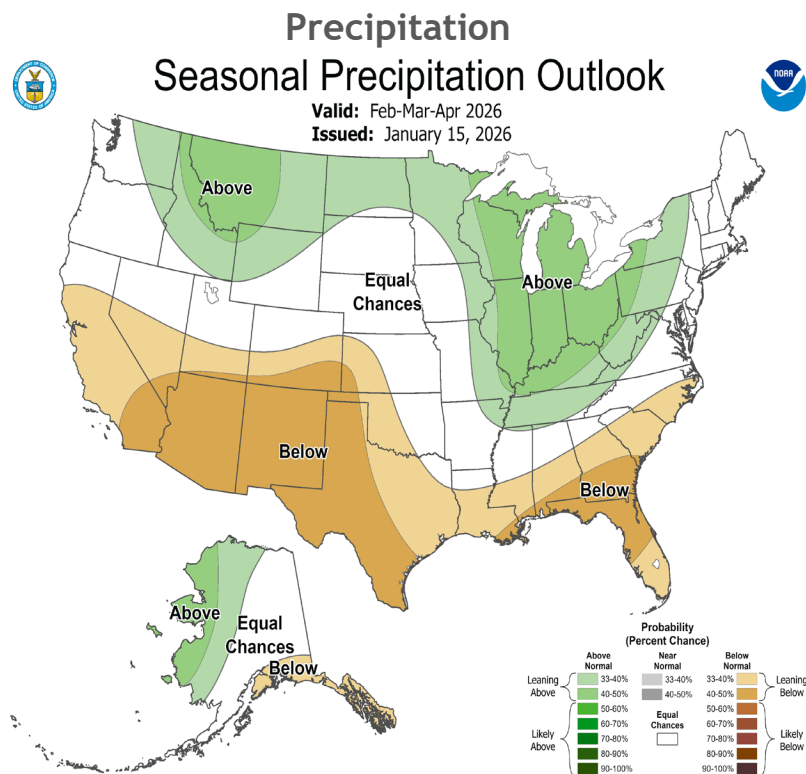 Precipitation
Seasonal Precipitation Outlook
Valid: Feb-Mar-Apr 2026
Issued: January 15, 2026
NOAA
Above
Equal
Chances
Above
Below
Below
Above
Equal
Chances
Below
Probability
(Percent Chance)
Above
Normal
Near
Normal
Below
Normal
Leaning
Above
33-40%
40-50%
33-40%
40-50%
33-40%
40-50%
Leaning
Below
Likely
Above
50-60%
60-70%
70-80%
80-90%
90-100%
Equal
Chances
50-60%
60-70%
70-80%
80-90%
90-100%
Likely
Below